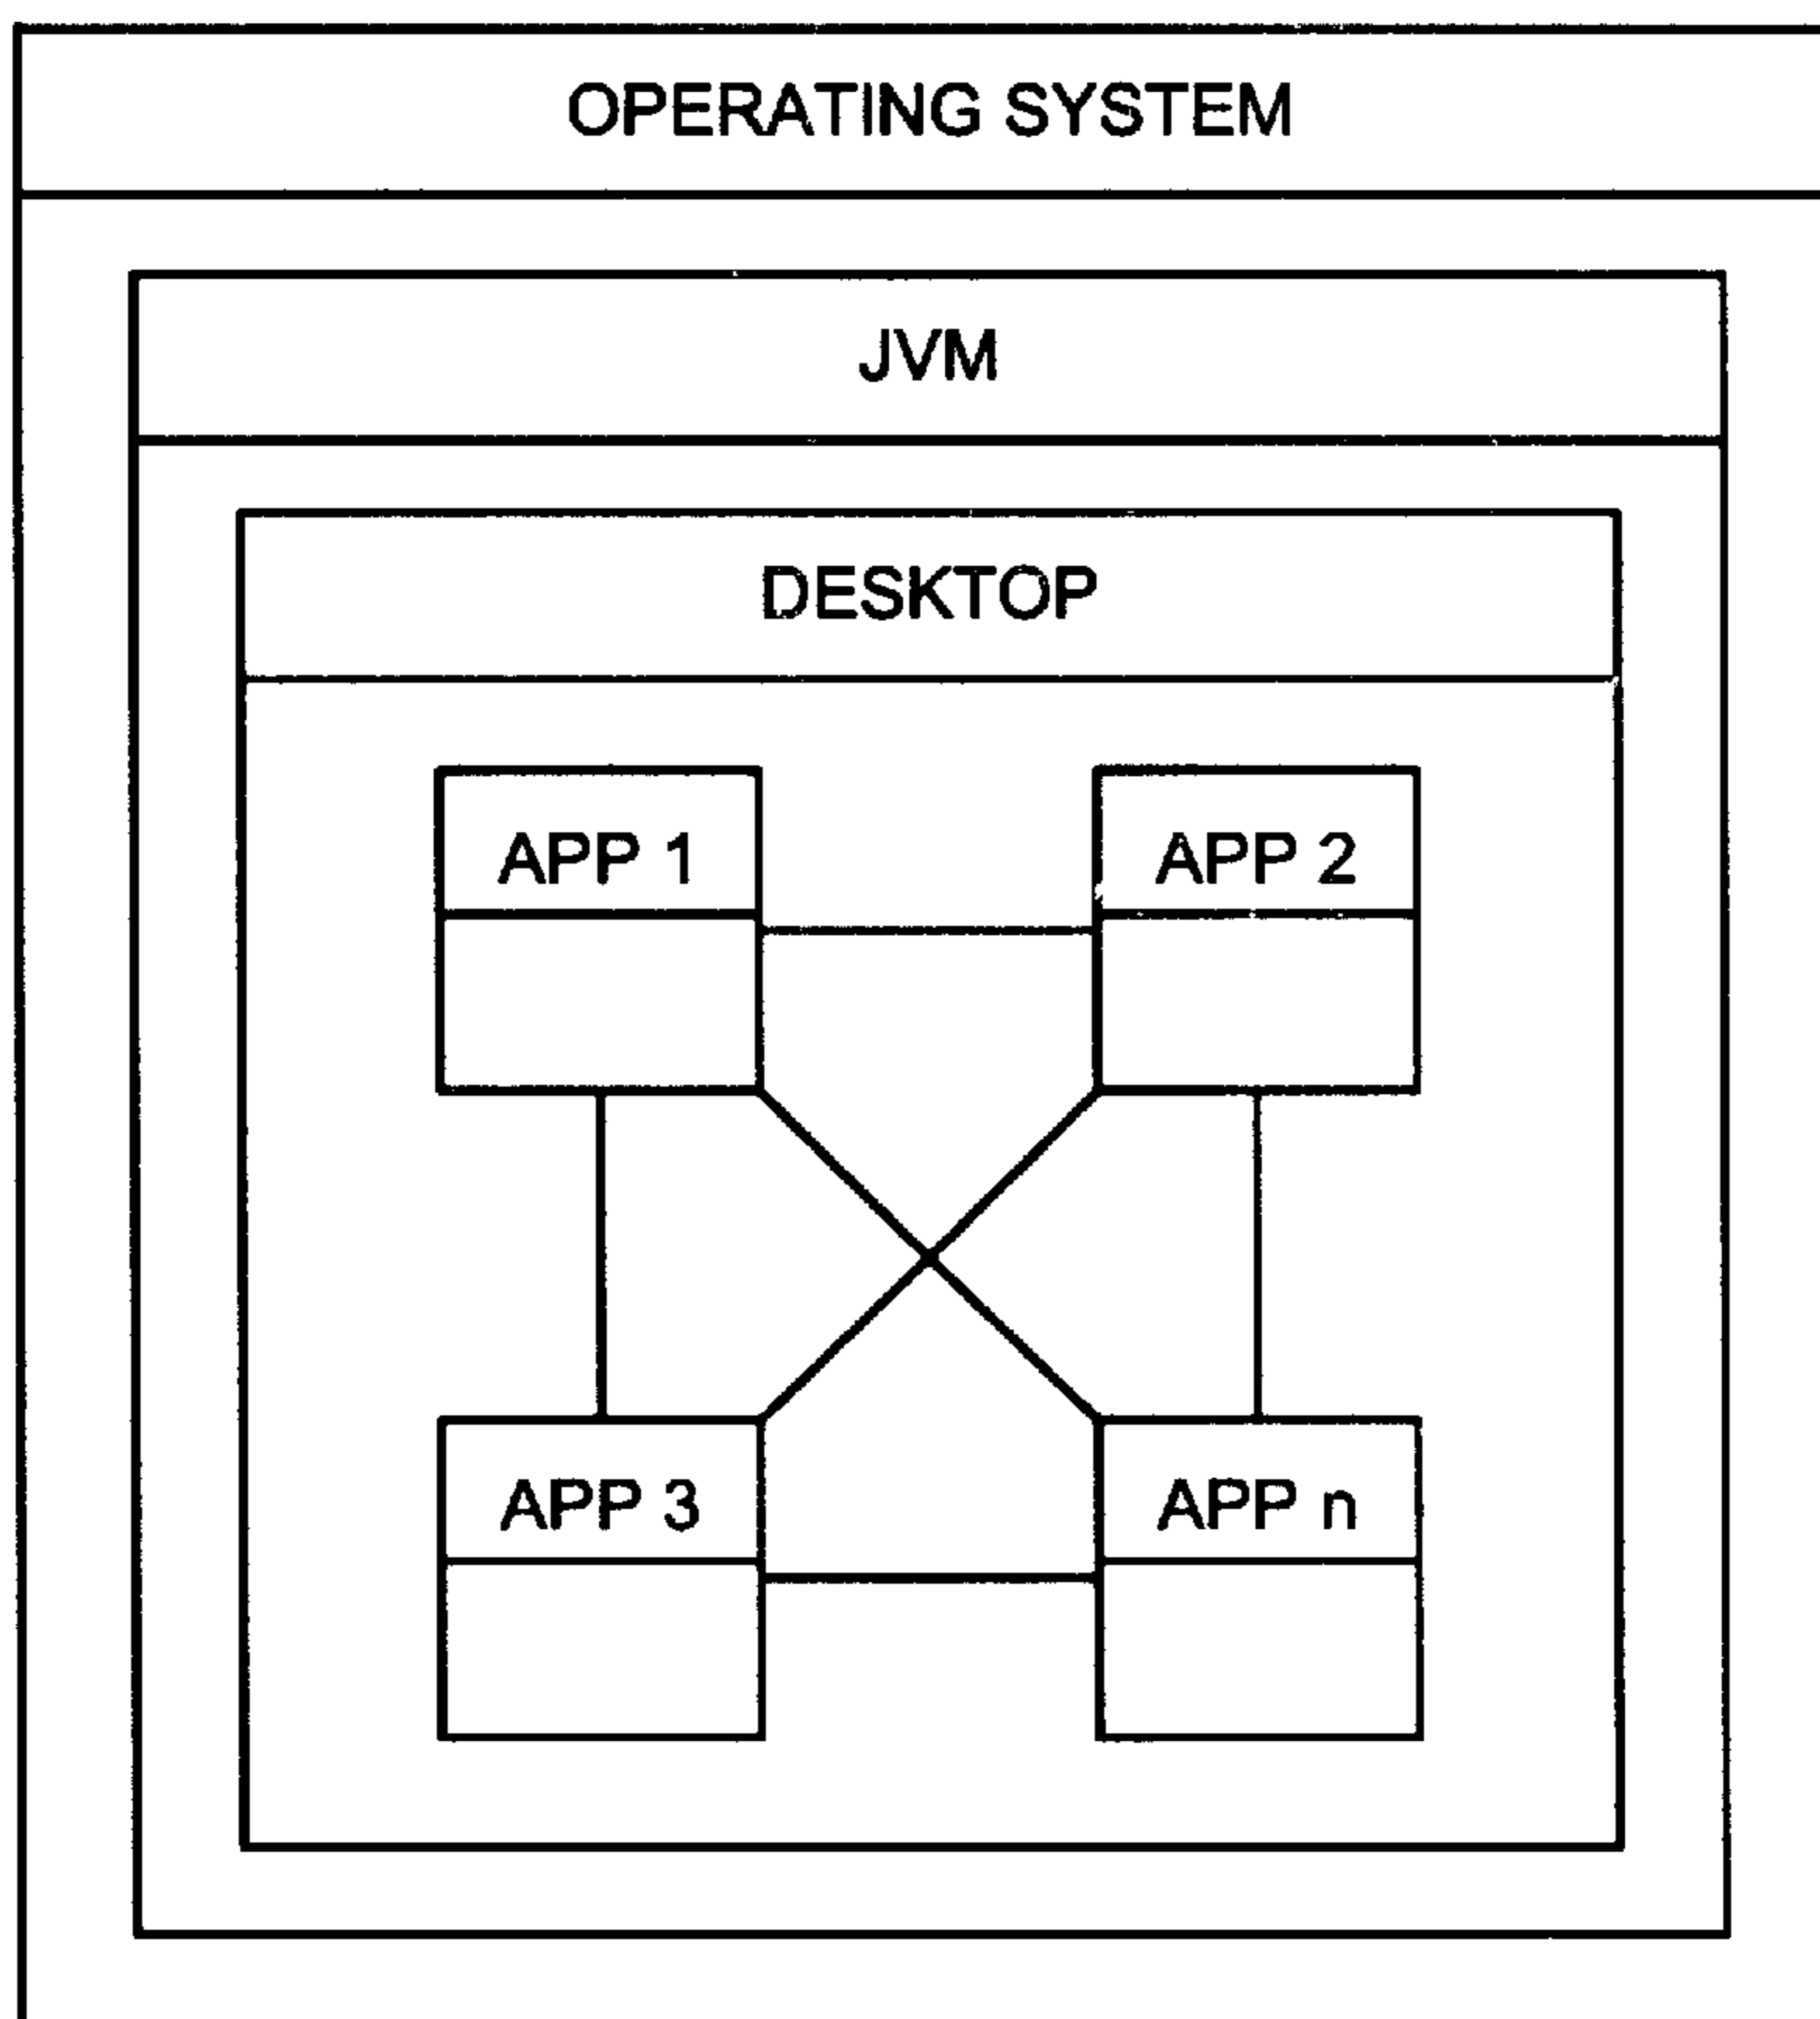 OPERATING SYSTEM
JVM
DESKTOP
APP 1
APP 2
APP 3
APP n